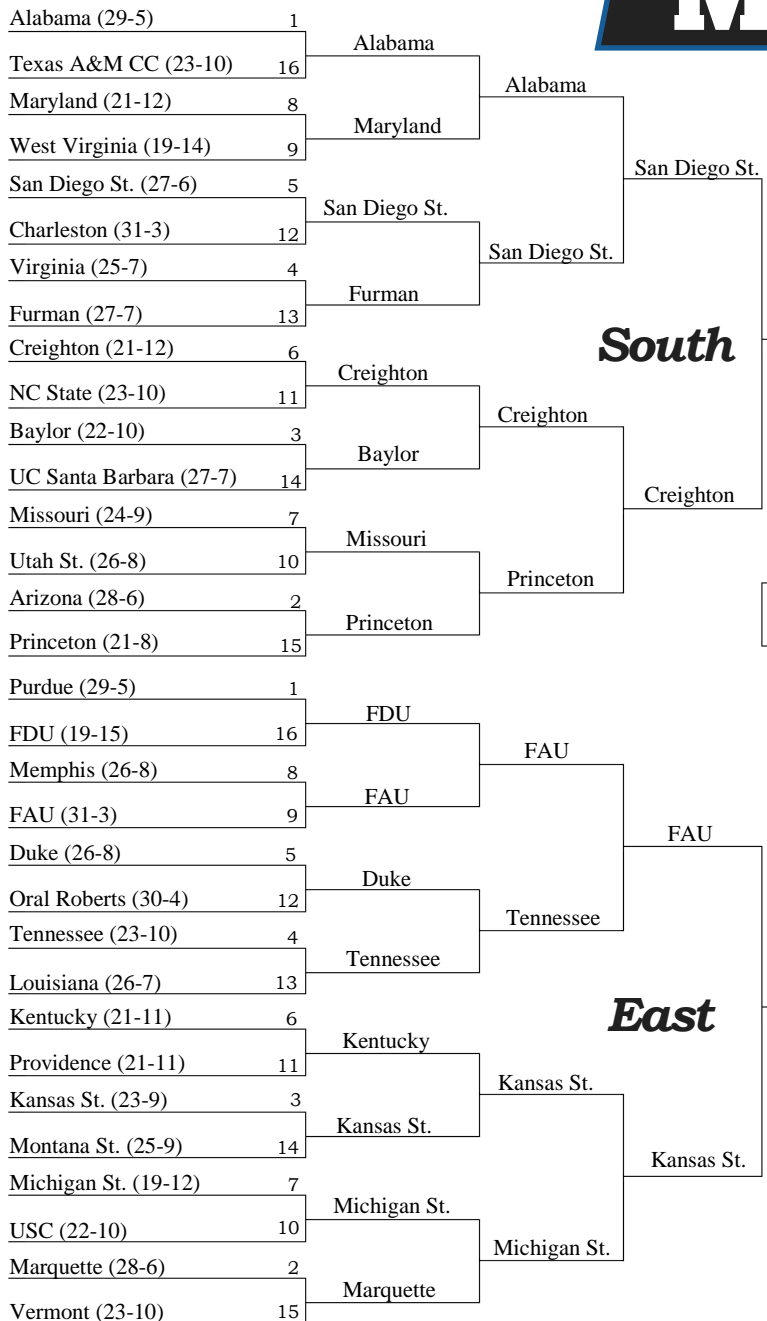 Alabama (29-5) 1
Texas A&M CC (23-10) 16
Maryland (21-12) 8
West Virginia (19-14) 9
San Diego St. (27-6) 5
Charleston (31-3) 12
Virginia (25-7) 4
Furman (27-7) 13
Creighton (21-12) 6
NC State (23-10) 11
Baylor (22-10) 3
UC Santa Barbara (27-7) 14
Missouri (24-9) 7
Utah St. (26-8) 10
Arizona (28-6) 2
Princeton (21-8) 15
Alabama
Maryland
San Diego St.
Furman
Creighton
Baylor
Missouri
Princeton
Alabama
San Diego St.
Creighton
Princeton
San Diego St.
Creighton
South
Purdue (29-5) 1
FDU (19-15) 16
Memphis (26-8) 8
FAU (31-3) 9
Duke (26-8) 5
Oral Roberts (30-4) 12
Tennessee (23-10) 4
Louisiana (26-7) 13
Kentucky (21-11) 6
Providence (21-11) 11
Kansas St. (23-9) 3
Montana St. (25-9) 14
Michigan St. (19-12) 7
USC (22-10) 10
Marquette (28-6) 2
Vermont (23-10) 15
FDU
FAU
Duke
Tennessee
Kentucky
Kansas St.
Michigan St.
Marquette
FAU
Tennessee
Kansas St.
Michigan St.
FAU
Kansas St.
East